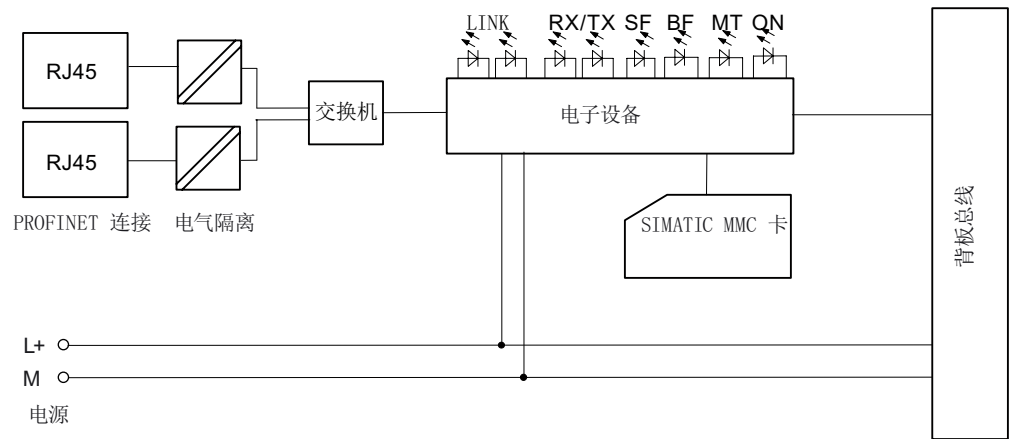 LINK RX/TX SF BF MT ON
RJ45
交换机
电子设备
RJ45
PROFINET 连接 电气隔离
SIMATIC MMC 卡
背板总线
L+
M
电源